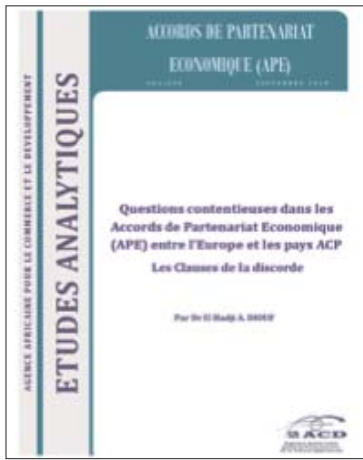 ACCORDS DE PARTENARIAT
ECONOMIQUE (APE)
AGENCE AFRICAINE POUR LE COMMERCE ET LE DEVELOPPEMENT
ETUDES ANALYTIQUES
Questions contentieuses dans les
Accords de Partenariat Economique
(APE) entre l'Europe et les pays ACP
Les Clauses de la discorde
Par Dr El Hadji A. DIOUF
2ACD